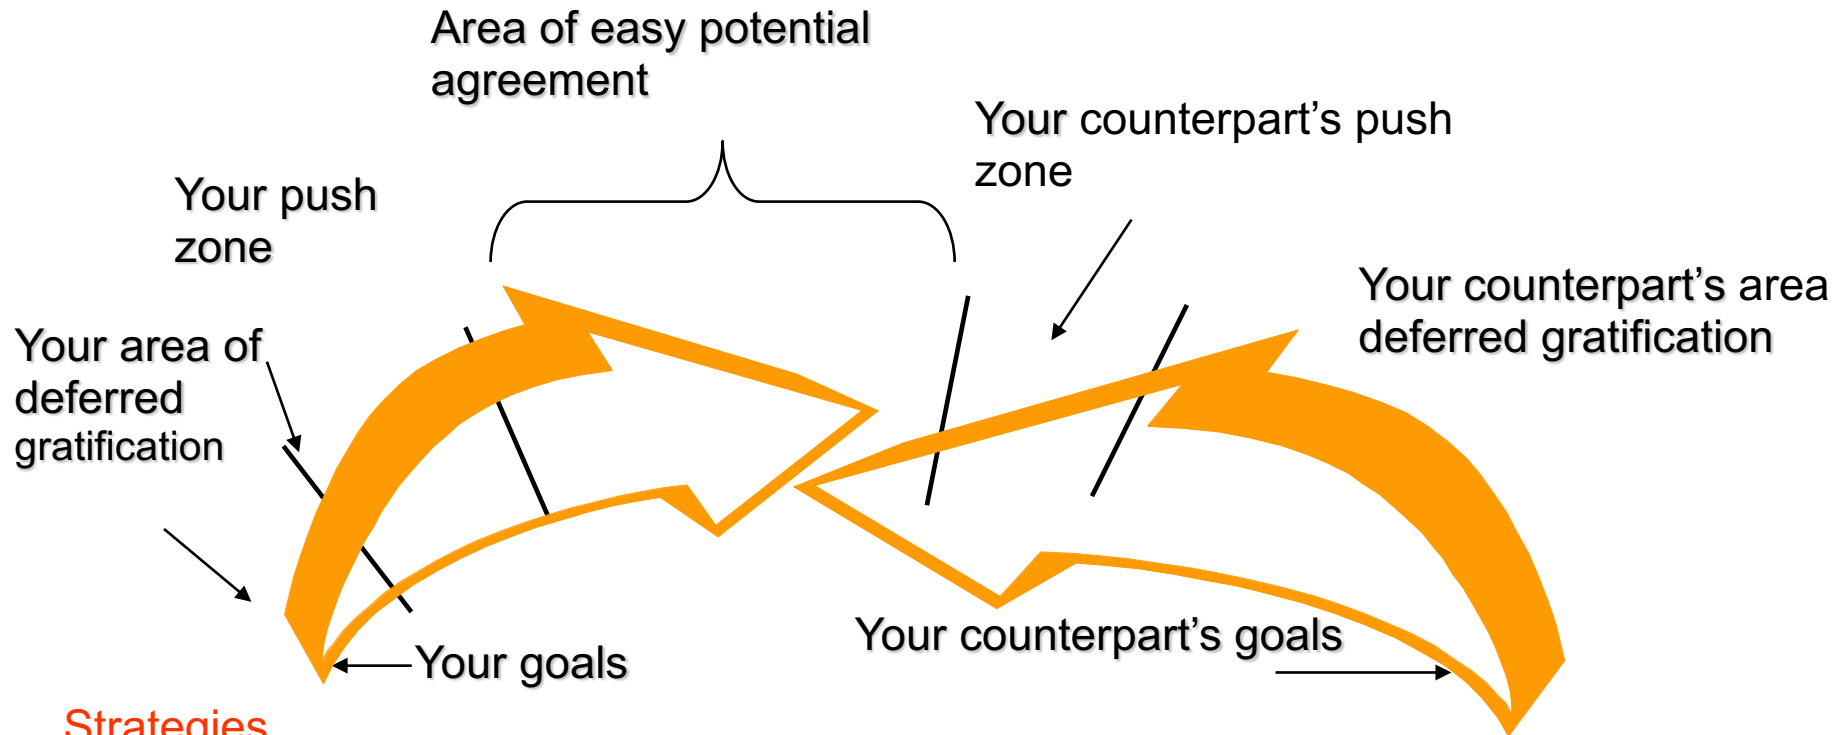 Area of easy potential
agreement
Your counterpart’s push
zone
Your push
zone
Your counterpart’s area
deferred gratification
Your area of
deferred
gratification
Your counterpart’s goals
Your goals
Strategies